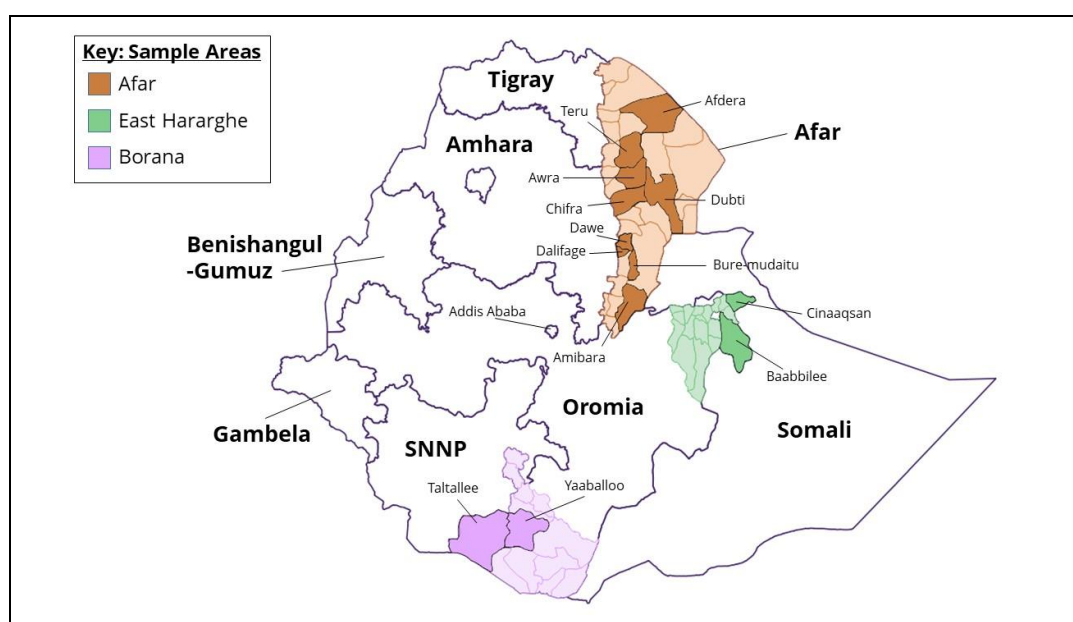 Key: Sample Areas
Afar
East Hararghe
Borana
Tigray
Afdera
Teru
Afar
Amhara
Awra
Dubti
Chifra
Dawe
Benishangul
-Gumuz
Dalifage
Bure-mudaitu
Addis Ababa
Cinaaqsan
Amibara
Baabbilee
Oromia
Gambela
Somali
SNNP
Taltallee
Yaaballoo